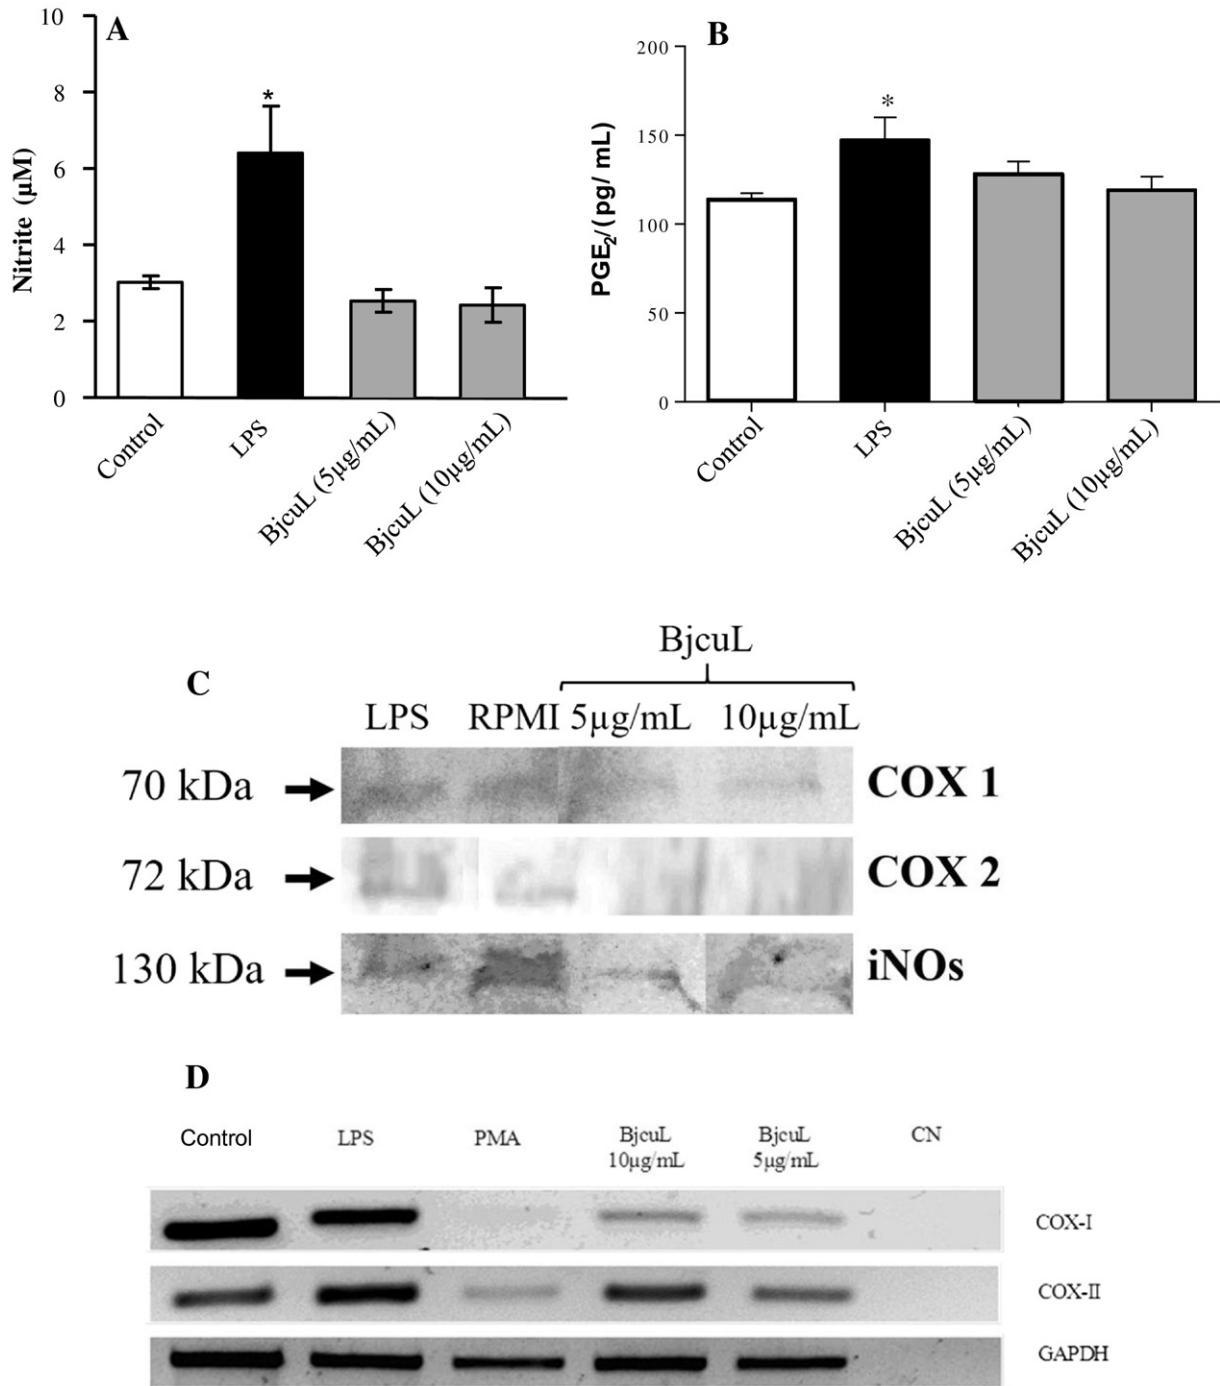 A
10
8
6
4
2
0
Nitrite (µM)
*
Control
LPS
BjcuL (5µg/mL)
BjcuL (10µg/mL)
B
200
150
100
50
0
PGE2/(pg/ mL)
*
Control
LPS
BjcuL (5µg/mL)
BjcuL (10µg/mL)
C
BjcuL
LPS RPMI 5µg/mL 10µg/mL
70 kDa COX 1
72 kDa COX 2
130 kDa iNOs
D
Control LPS PMA BjcuL 10µg/mL BjcuL 5µg/mL CN
COX-I
COX-II
GAPDH